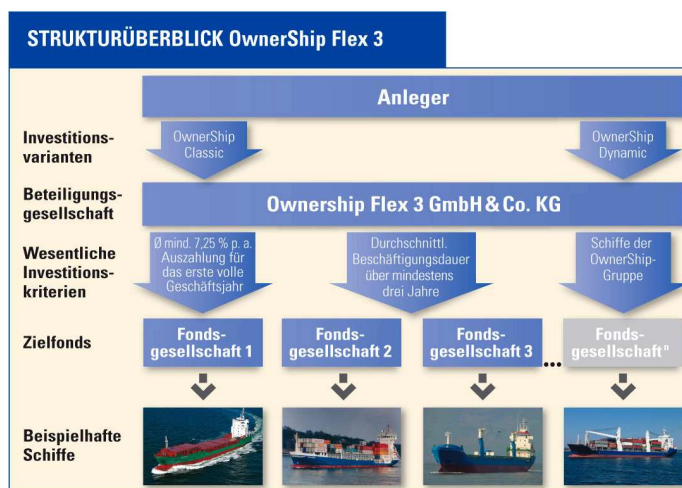 STRUKTURÜBERBLICK OwnerShip Flex 3
Anleger
Investitions-
varianten
OwnerShip
Classic
OwnerShip
Dynamic
Beteiligungs-
gesellschaft
Ownership Flex 3 GmbH & Co. KG
Wesentliche
Investitions-
kriterien
Ø mind. 7,25 % p. a.
Auszahlung für
das erste volle
Geschäftsjahr
Durchschnittl.
Beschäftigungsdauer
über mindestens
drei Jahre
Schiffe der
OwnerShip-
Gruppe
Zielfonds
Fonds-
gesellschaft 1
Fonds-
gesellschaft 2
Fonds-
gesellschaft 3
...
Fonds-
gesellschaft n
Beispielhafte
Schiffe